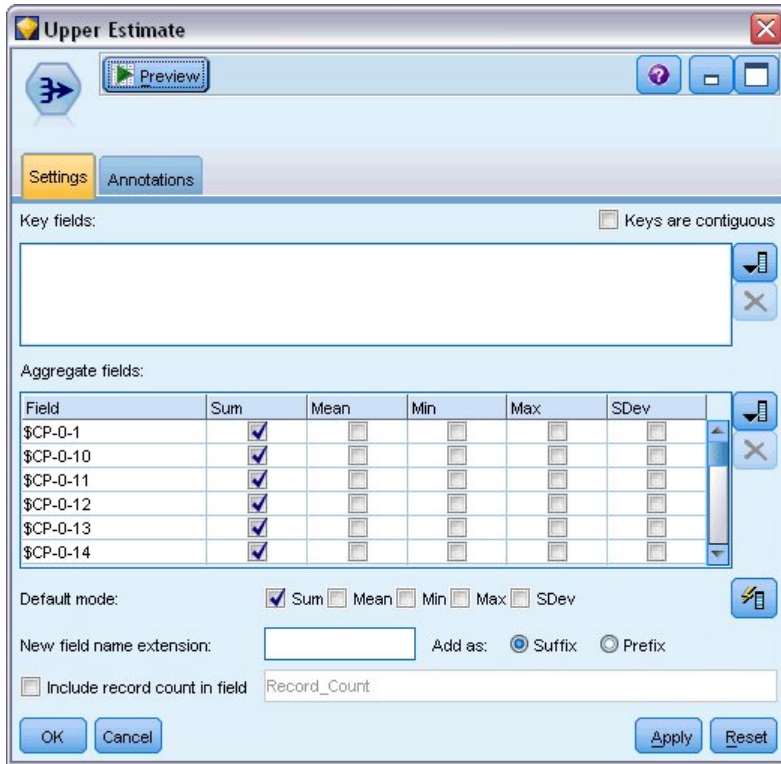 Upper Estimate
Preview
Settings Annotations
Key fields: Keys are contiguous
Aggregate fields:
Field Sum Mean Min Max SDev
$CP-0-1
$CP-0-10
$CP-0-11
$CP-0-12
$CP-0-13
$CP-0-14
Default mode: Sum Mean Min Max SDev
New field name extension: Add as: Suffix Prefix
Include record count in field Record_Count
OK Cancel Apply Reset